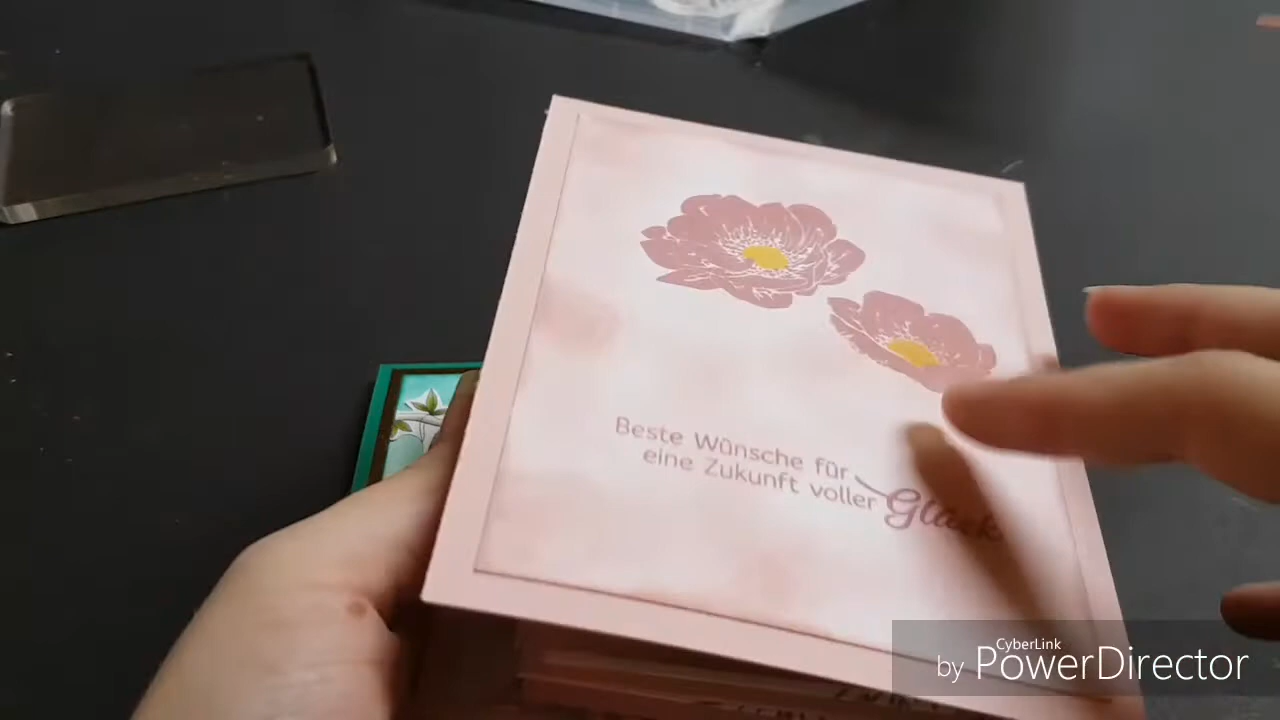 Beste Wünsche für
eine Zukunft voller Glück
CyberLink
by PowerDirector